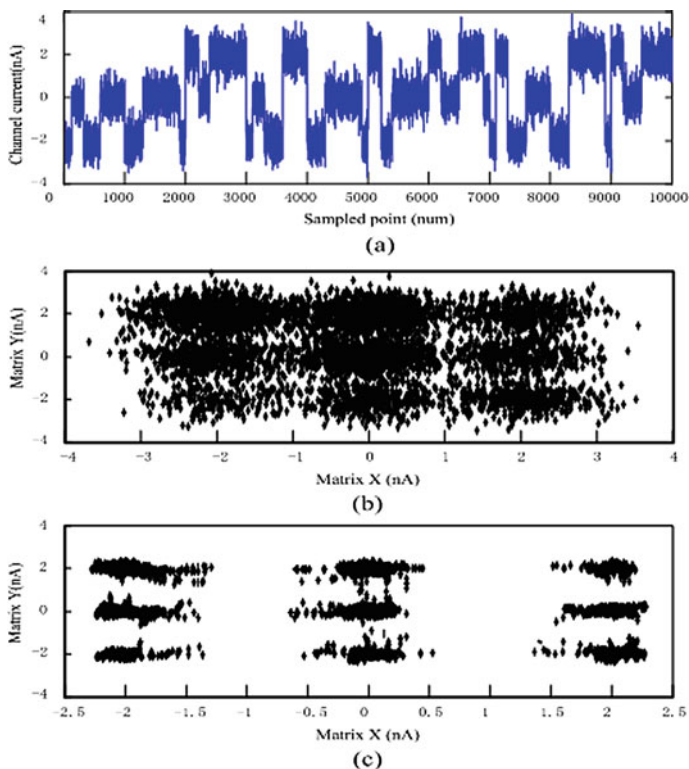 4
2
0
-2
-4
Channel current(nA)
0 1000 2000 3000 4000 5000 6000 7000 8000 9000 10000
Sampled point (num)
(a)
4
2
0
-2
-4
Matrix Y(nA)
-4 -3 -2 -1 0 1 2 3 4
Matrix X (nA)
(b)
4
2
0
-2
-4
Matrix Y(nA)
-2.5 -2 -1.5 -1 -0.5 0 0.5 1 1.5 2 2.5
Matrix X (nA)
(c)